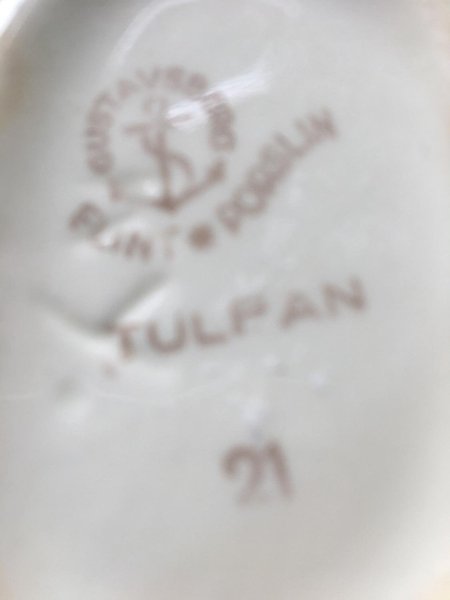 GUSTAVSBERG
FLINT * PORSLIN
TULPAN
21